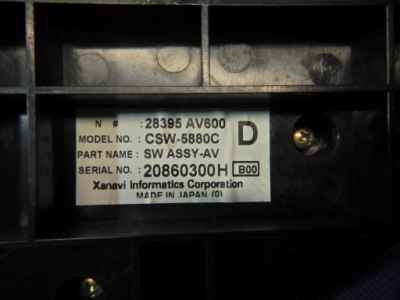 N # : 28395 AV600
MODEL NO. : CSW-5880C D
PART NAME : SW ASSY-AV
SERIAL NO. : 20860300H B00
Xanavi Informatics Corporation
MADE IN JAPAN (0)